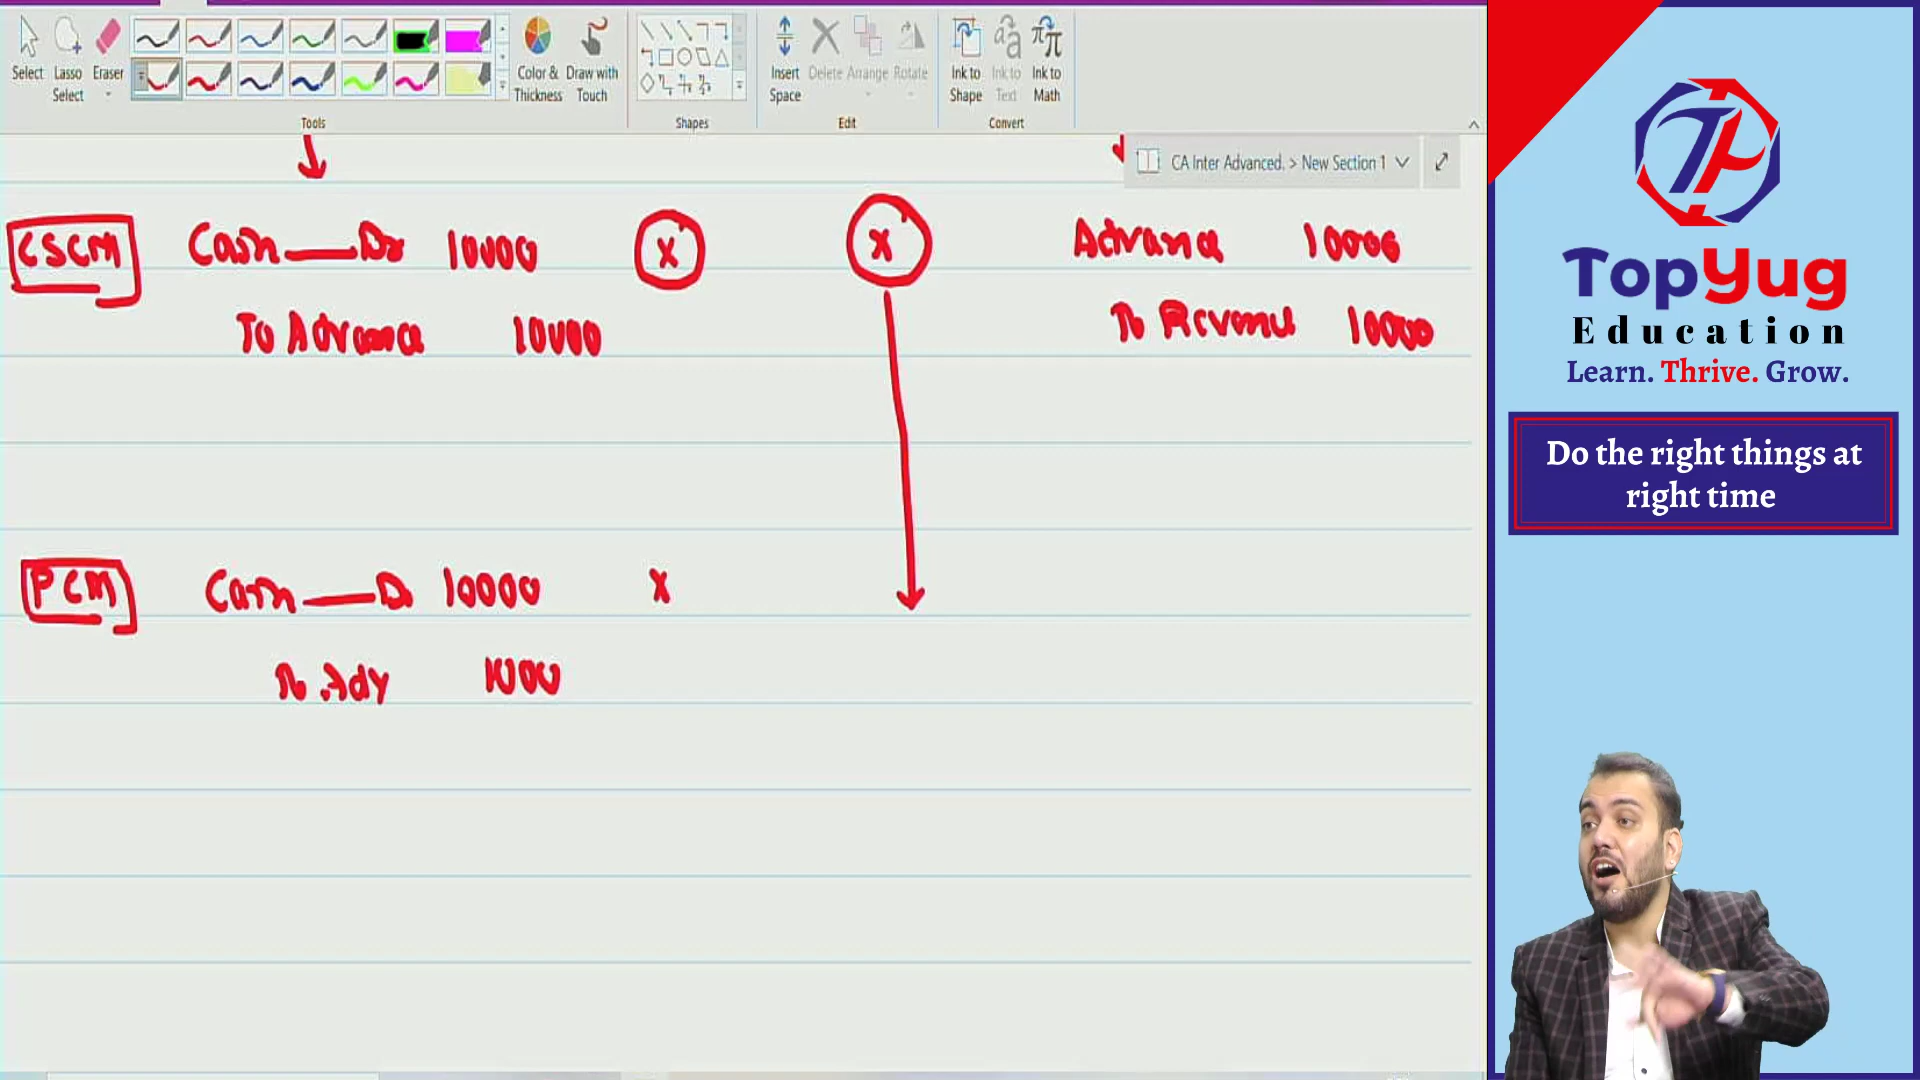 Select
Lasso Select
Eraser
Color & Thickness
Draw with Touch
Insert Space
Delete
Arrange
Rotate
Ink to Shape
Ink to Text
Ink to Math
Tools
Shapes
Edit
Convert
CA Inter Advanced. > New Section 1
CSCM Cash — Dr 10000 x x Advance 10000
To Advance 10000 To Revenue 10000
PCM Cash — D 10000 x
To Adv 1000
TopYug
Education
Learn. Thrive. Grow.
Do the right things at
right time